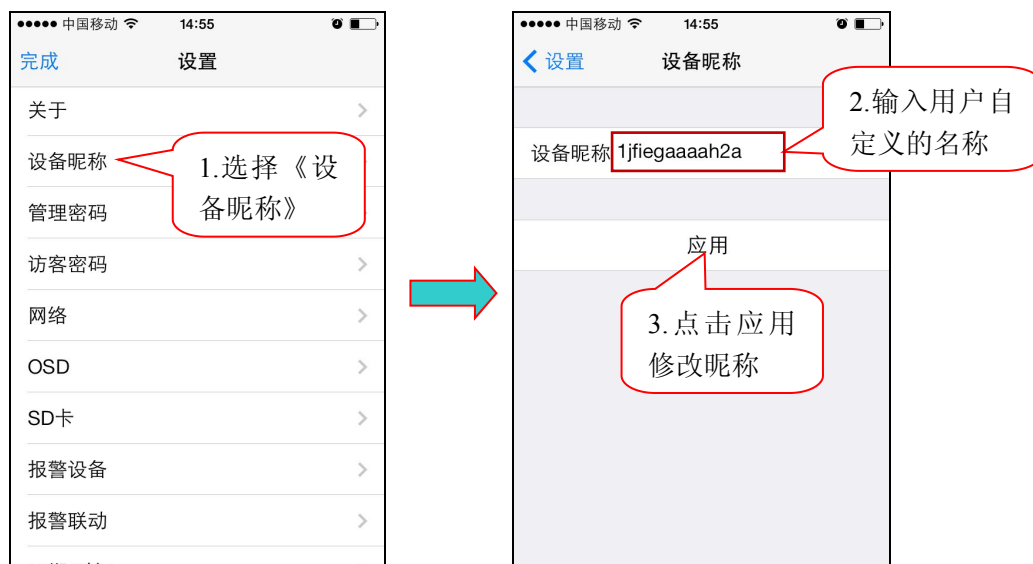 中国移动 14:55
完成 设置
关于
设备昵称
1.选择《设
备昵称》
管理密码
访客密码
网络
OSD
SD卡
报警设备
报警联动
中国移动 14:55
设置 设备昵称
设备昵称 1jfiegaaaah2a
2.输入用户自
定义的名称
应用
3.点击应用
修改昵称